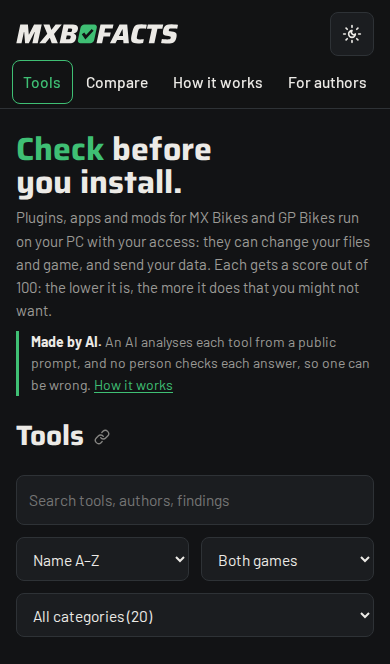 MXBOFACTS
Tools Compare How it works For authors
Check before
you install.
Plugins, apps and mods for MX Bikes and GP Bikes run
on your PC with your access: they can change your files
and game, and send your data. Each gets a score out of
100: the lower it is, the more it does that you might not
want.
Made by AI. An AI analyses each tool from a public
prompt, and no person checks each answer, so one can
be wrong. How it works
Tools
Search tools, authors, findings
Name A–Z Both games
All categories (20)